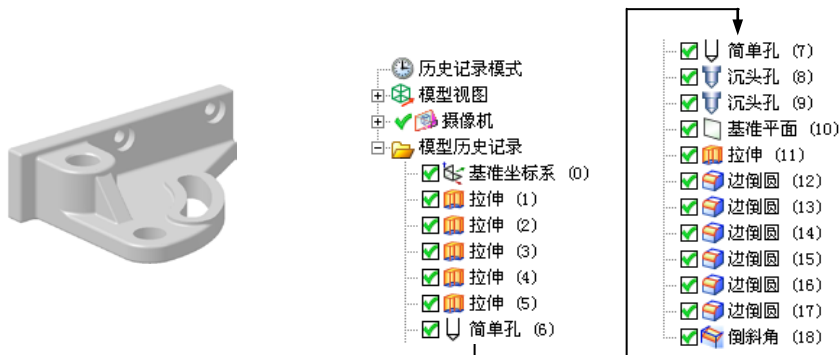 历史记录模式
模型视图
摄像机
模型历史记录
基准坐标系 (0)
拉伸 (1)
拉伸 (2)
拉伸 (3)
拉伸 (4)
拉伸 (5)
简单孔 (6)
简单孔 (7)
沉头孔 (8)
沉头孔 (9)
基准平面 (10)
拉伸 (11)
边倒圆 (12)
边倒圆 (13)
边倒圆 (14)
边倒圆 (15)
边倒圆 (16)
边倒圆 (17)
倒斜角 (18)